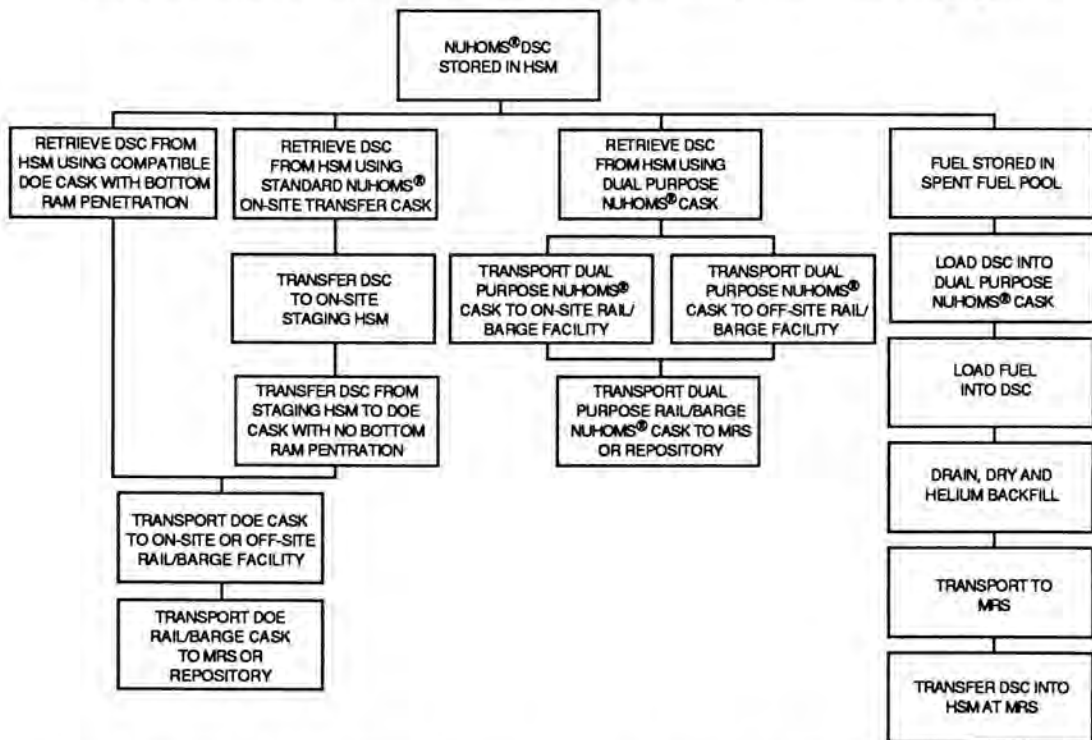 NUHOMS® DSC
STORED IN HSM
RETRIEVE DSC FROM
HSM USING COMPATIBLE
DOE CASK WITH BOTTOM
RAM PENETRATION
RETRIEVE DSC
FROM HSM USING
STANDARD NUHOMS®
ON-SITE TRANSFER CASK
RETRIEVE DSC
FROM HSM USING
DUAL PURPOSE
NUHOMS® CASK
FUEL STORED IN
SPENT FUEL POOL
TRANSFER DSC
TO ON-SITE
STAGING HSM
TRANSPORT DUAL
PURPOSE NUHOMS®
CASK TO ON-SITE RAIL/
BARGE FACILITY
TRANSPORT DUAL
PURPOSE NUHOMS®
CASK TO OFF-SITE RAIL/
BARGE FACILITY
LOAD DSC INTO
DUAL PURPOSE
NUHOMS® CASK
TRANSFER DSC FROM
STAGING HSM TO DOE
CASK WITH NO BOTTOM
RAM PENTRATION
TRANSPORT DUAL
PURPOSE RAIL/BARGE
NUHOMS® CASK TO MRS
OR REPOSITORY
LOAD FUEL
INTO DSC
TRANSPORT DOE CASK
TO ON-SITE OR OFF-SITE
RAIL/BARGE FACILITY
DRAIN, DRY AND
HELIUM BACKFILL
TRANSPORT DOE
RAIL/BARGE CASK
TO MRS OR
REPOSITORY
TRANSPORT TO
MRS
TRANSFER DSC INTO
HSM AT MRS